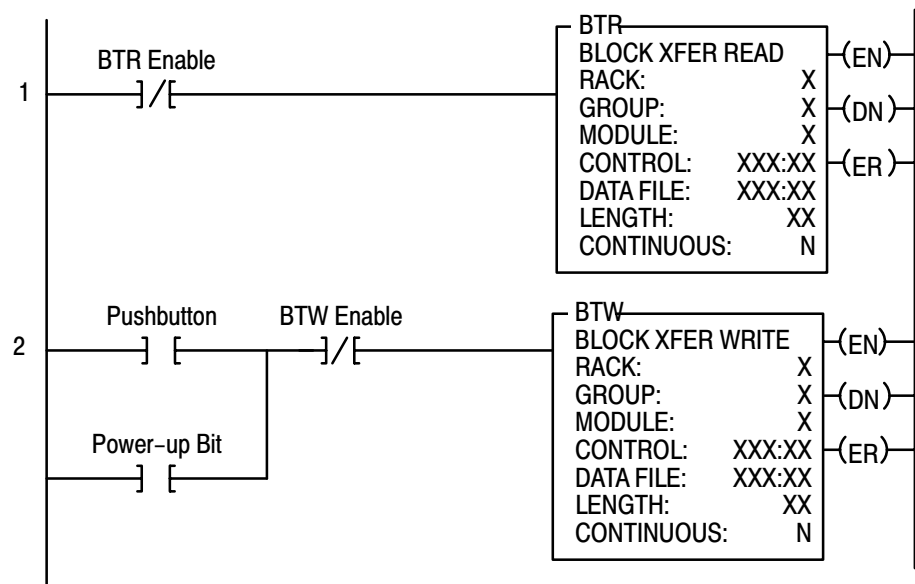 BTR
BTR Enable
1
BLOCK XFER READ
RACK: X
GROUP: X
MODULE: X
CONTROL: XXX:XX
DATA FILE: XXX:XX
LENGTH: XX
CONTINUOUS: N
(EN)
(DN)
(ER)
2
Pushbutton
BTW Enable
Power-up Bit
BTW
BLOCK XFER WRITE
RACK: X
GROUP: X
MODULE: X
CONTROL: XXX:XX
DATA FILE: XXX:XX
LENGTH: XX
CONTINUOUS: N
(EN)
(DN)
(ER)